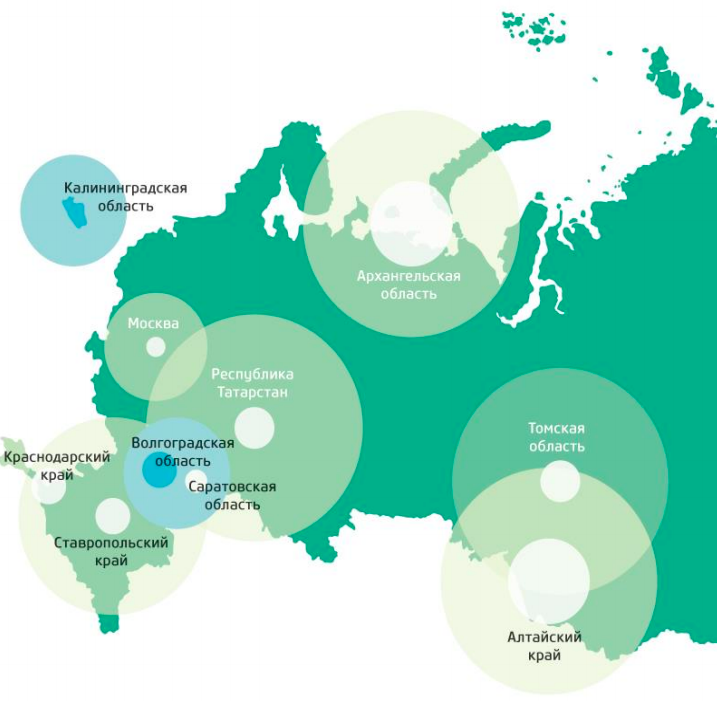 Калининградская
область
Архангельская
область
Москва
Республика
Татарстан
Томская
область
Волгоградская
область
Краснодарский
край
Саратовская
область
Ставропольский
край
Алтайский
край